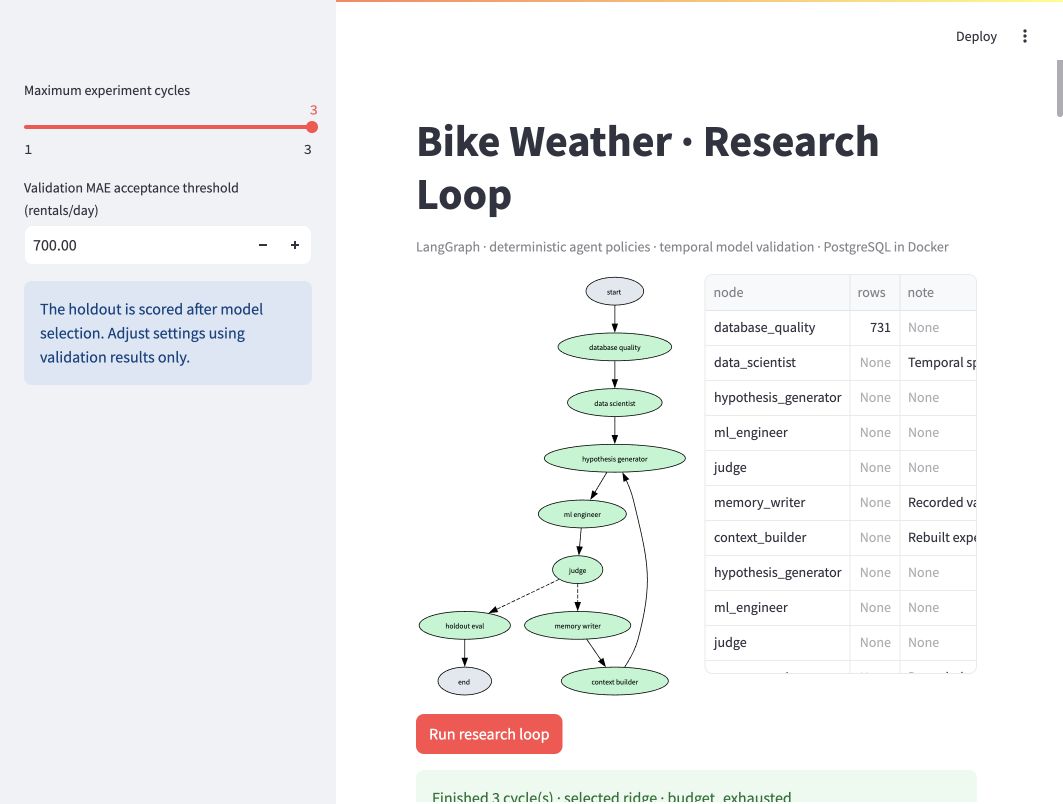 Deploy
Maximum experiment cycles
3
1 3
Validation MAE acceptance threshold
(rentals/day)
700.00
The holdout is scored after model
selection. Adjust settings using
validation results only.
Bike Weather · Research
Loop
LangGraph · deterministic agent policies · temporal model validation · PostgreSQL in Docker
start
database quality
data scientist
hypothesis generator
ml engineer
judge
holdout eval
memory writer
end
context builder
node rows note
database_quality 731 None
data_scientist None Temporal sp
hypothesis_generator None None
ml_engineer None None
judge None None
memory_writer None Recorded va
context_builder None Rebuilt expe
hypothesis_generator None None
ml_engineer None None
judge None None
Run research loop
Finished 3 cycle(s) · selected ridge · budget_exhausted